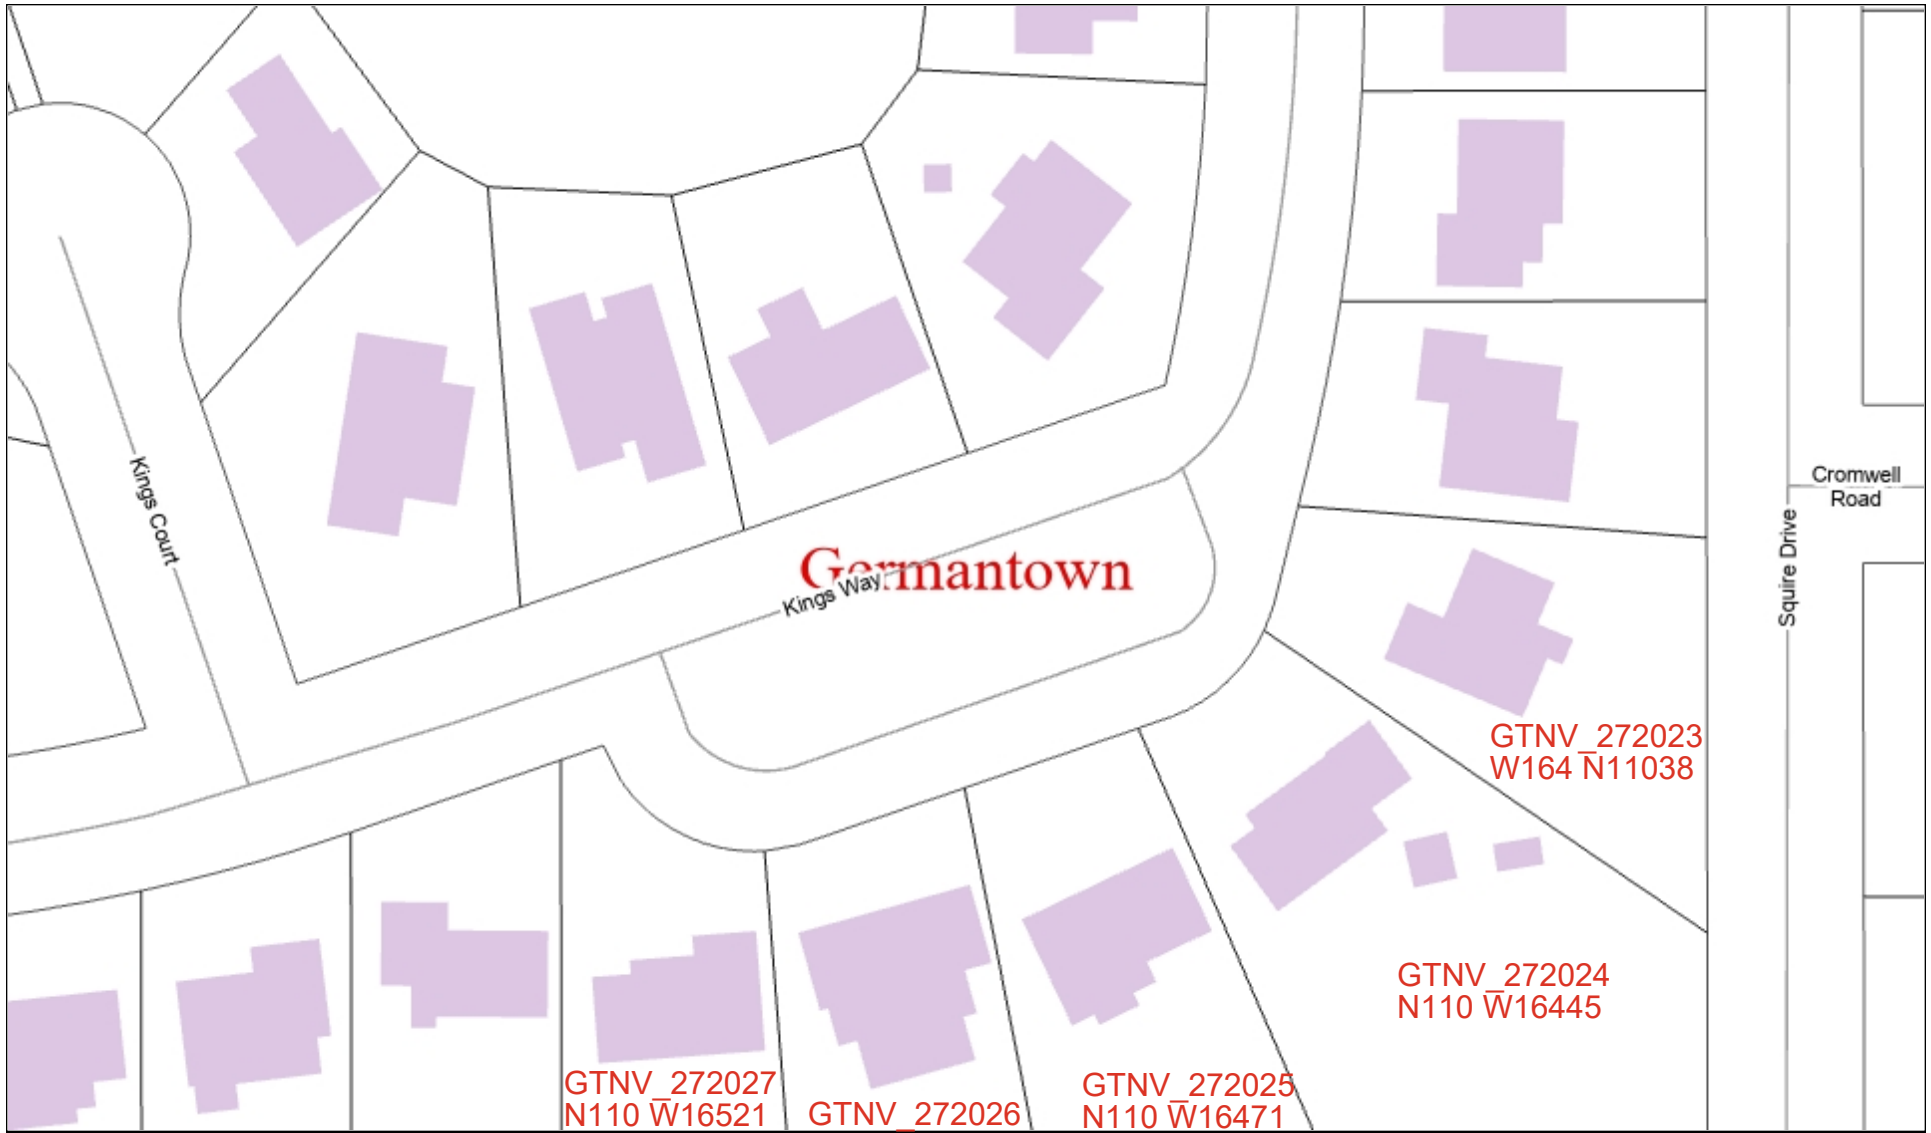 Kings Court
Cromwell
Road
Squire Drive
Germantown
Kings Way
GTNV_272023
W164 N11038
GTNV_272024
N110 W16445
GTNV_272027
N110 W16521
GTNV_272026
GTNV_272025
N110 W16471